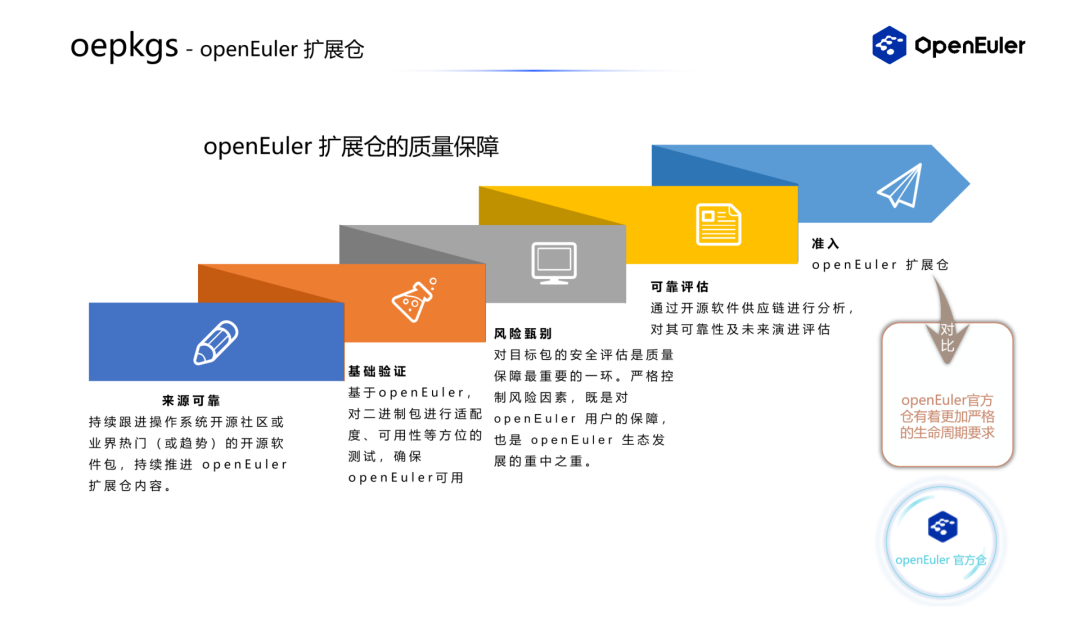 oepkgs - openEuler 扩展仓
OpenEuler
openEuler 扩展仓的质量保障
来源可靠
持续跟进操作系统开源社区或
业界热门（或趋势）的开源软
件包，持续推进 openEuler
扩展仓内容。
基础验证
基于openEuler，
对二进制包进行适配
度、可用性等方位的
测试，确保
openEuler可用
风险甄别
对目标包的安全评估是质量
保障最重要的一环。严格控
制风险因素，既是对
openEuler 用户的保障，
也是 openEuler 生态发
展的重中之重。
可靠评估
通过开源软件供应链进行分析，
对其可靠性及未来演进评估
准入
openEuler 扩展仓
对
比
openEuler官方
仓有着更加严格
的生命周期要求
openEuler 官方仓